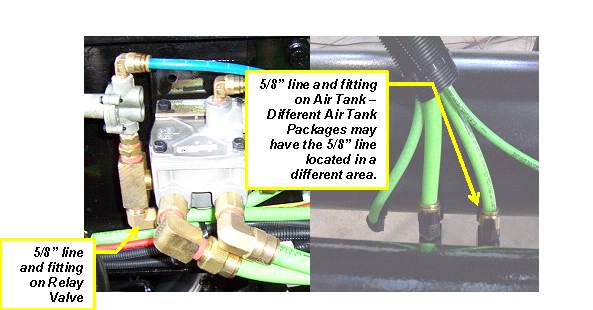 5/8" line and fitting
on Air Tank –
Different Air Tank
Packages may
have the 5/8" line
located in a
different area.
5/8" line
and fitting
on Relay
Valve